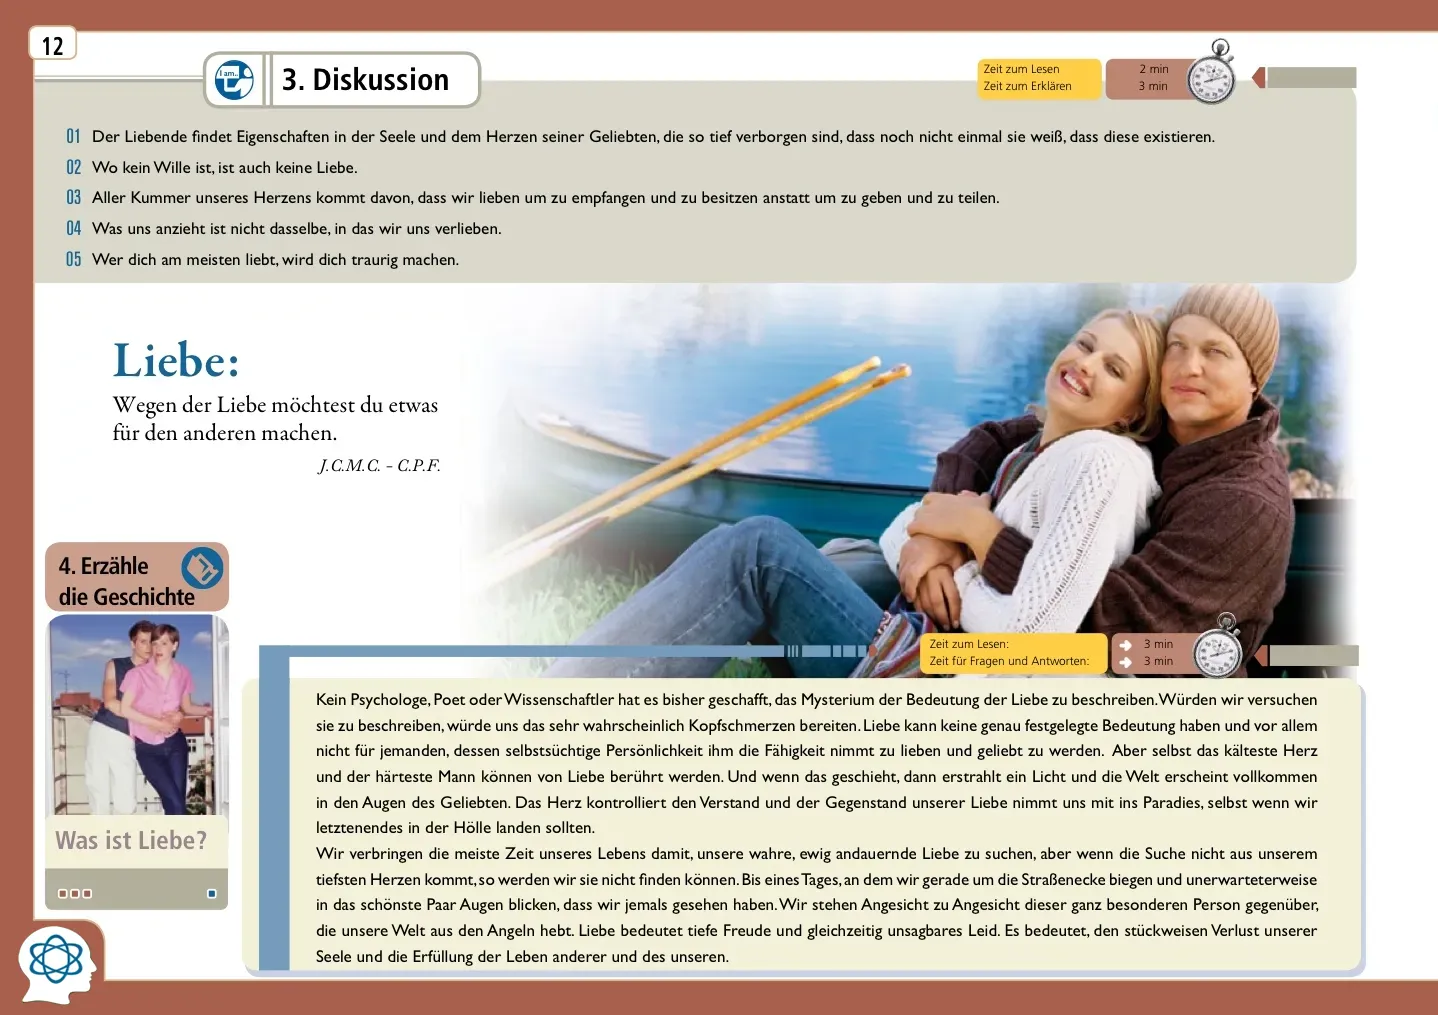 12
I am...
3. Diskussion
Zeit zum Lesen 2 min
Zeit zum Erklären 3 min
01 Der Liebende findet Eigenschaften in der Seele und dem Herzen seiner Geliebten, die so tief verborgen sind, dass noch nicht einmal sie weiß, dass diese existieren.
02 Wo kein Wille ist, ist auch keine Liebe.
03 Aller Kummer unseres Herzens kommt davon, dass wir lieben um zu empfangen und zu besitzen anstatt um zu geben und zu teilen.
04 Was uns anzieht ist nicht dasselbe, in das wir uns verlieben.
05 Wer dich am meisten liebt, wird dich traurig machen.
Liebe:
Wegen der Liebe möchtest du etwas
für den anderen machen.
J.C.M.C. - C.P.F.
4. Erzähle
die Geschichte
Was ist Liebe?
Zeit zum Lesen: 3 min
Zeit für Fragen und Antworten: 3 min
Kein Psychologe, Poet oder Wissenschaftler hat es bisher geschafft, das Mysterium der Bedeutung der Liebe zu beschreiben. Würden wir versuchen
sie zu beschreiben, würde uns das sehr wahrscheinlich Kopfschmerzen bereiten. Liebe kann keine genau festgelegte Bedeutung haben und vor allem
nicht für jemanden, dessen selbstsüchtige Persönlichkeit ihm die Fähigkeit nimmt zu lieben und geliebt zu werden. Aber selbst das kälteste Herz
und der härteste Mann können von Liebe berührt werden. Und wenn das geschieht, dann erstrahlt ein Licht und die Welt erscheint vollkommen
in den Augen des Geliebten. Das Herz kontrolliert den Verstand und der Gegenstand unserer Liebe nimmt uns mit ins Paradies, selbst wenn wir
letztenendes in der Hölle landen sollten.
Wir verbringen die meiste Zeit unseres Lebens damit, unsere wahre, ewig andauernde Liebe zu suchen, aber wenn die Suche nicht aus unserem
tiefsten Herzen kommt, so werden wir sie nicht finden können. Bis eines Tages, an dem wir gerade um die Straßenecke biegen und unerwarteterweise
in das schönste Paar Augen blicken, dass wir jemals gesehen haben. Wir stehen Angesicht zu Angesicht dieser ganz besonderen Person gegenüber,
die unsere Welt aus den Angeln hebt. Liebe bedeutet tiefe Freude und gleichzeitig unsagbares Leid. Es bedeutet, den stückweisen Verlust unserer
Seele und die Erfüllung der Leben anderer und des unseren.